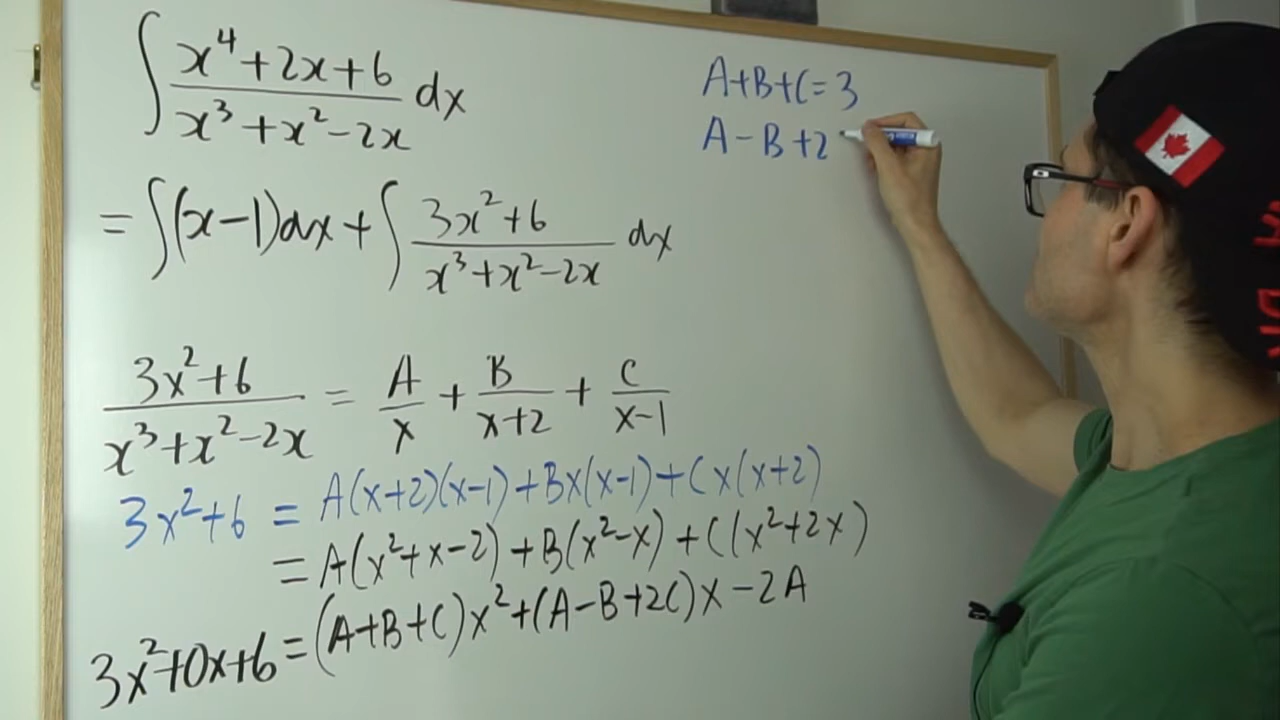 ∫ (x⁴+2x+6)/(x³+x²-2x) dx
= ∫(x-1)dx + ∫ (3x²+6)/(x³+x²-2x) dx
(3x²+6)/(x³+x²-2x) = A/x + B/(x+2) + C/(x-1)
3x²+6 = A(x+2)(x-1)+Bx(x-1)+Cx(x+2)
= A(x²+x-2)+B(x²-x)+C(x²+2x)
3x²+0x+6 = (A+B+C)x²+(A-B+2C)x-2A
A+B+C=3
A-B+2